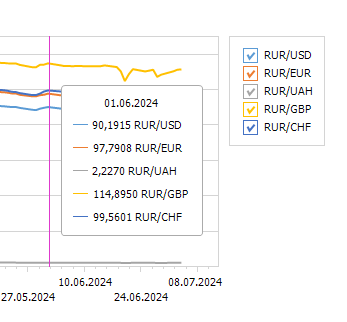 RUR/USD
RUR/EUR
RUR/UAH
RUR/GBP
RUR/CHF
01.06.2024
90,1915 RUR/USD
97,7908 RUR/EUR
2,2270 RUR/UAH
114,8950 RUR/GBP
99,5601 RUR/CHF
10.06.2024
08.07.2024
27.05.2024
24.06.2024